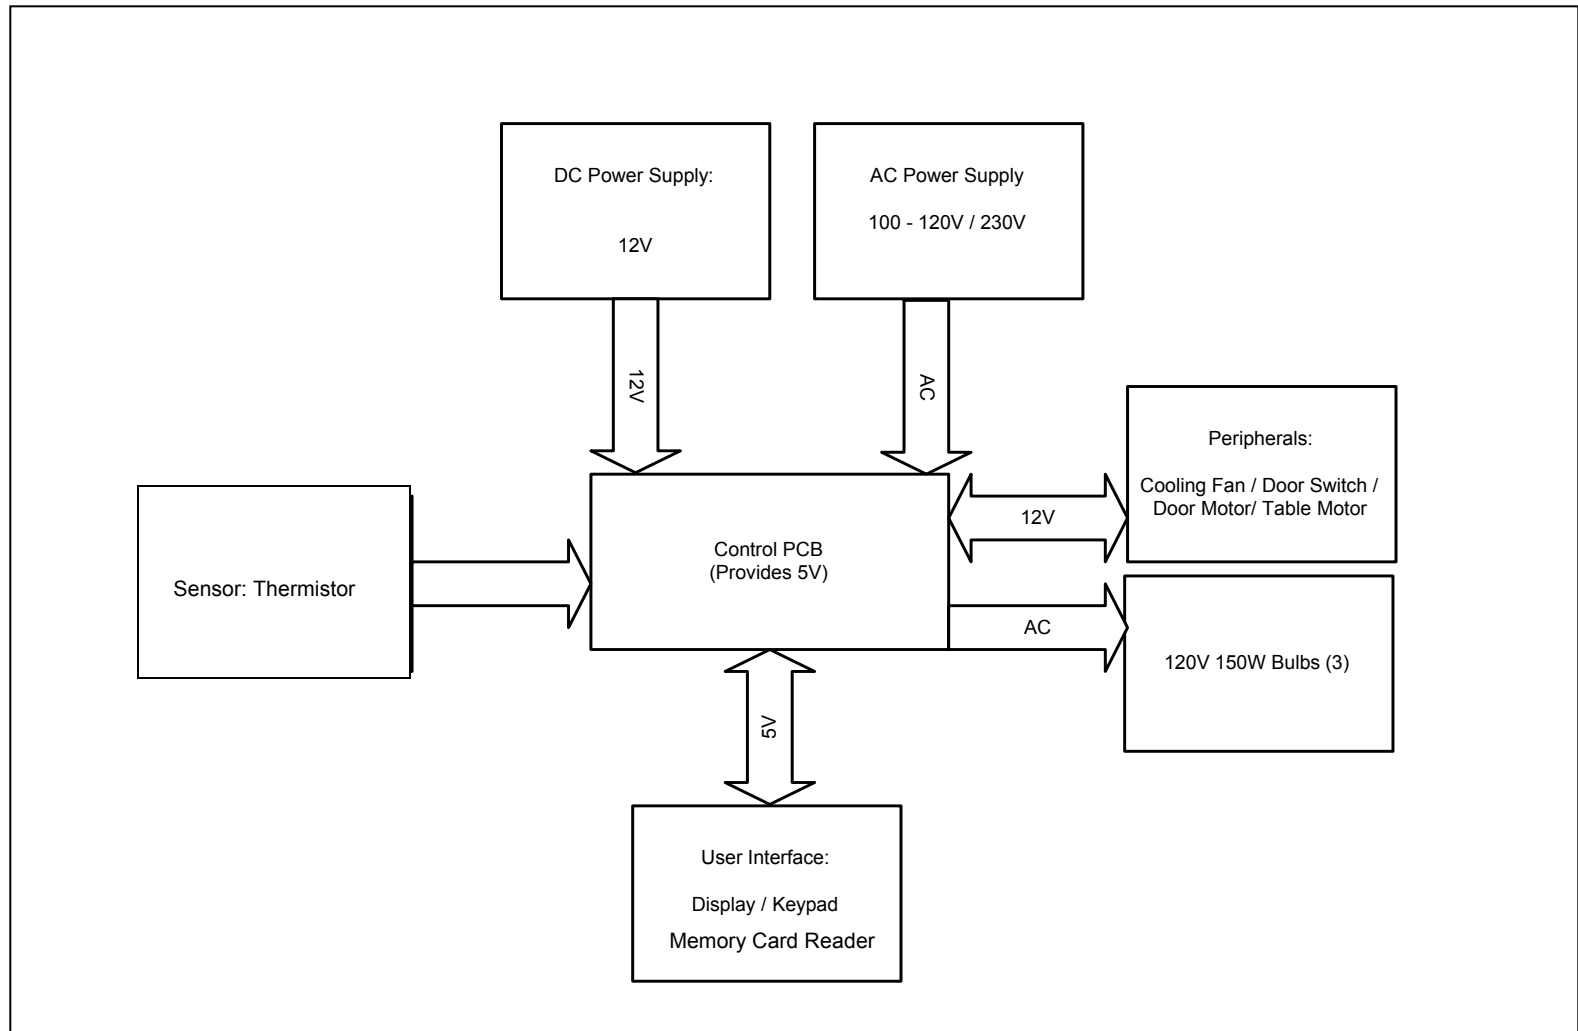 DC Power Supply:
12V
AC Power Supply
100 - 120V / 230V
12V
AC
Peripherals:
Cooling Fan / Door Switch /
Door Motor/ Table Motor
12V
Control PCB
(Provides 5V)
Sensor: Thermistor
AC
120V 150W Bulbs (3)
5V
User Interface:
Display / Keypad
Memory Card Reader